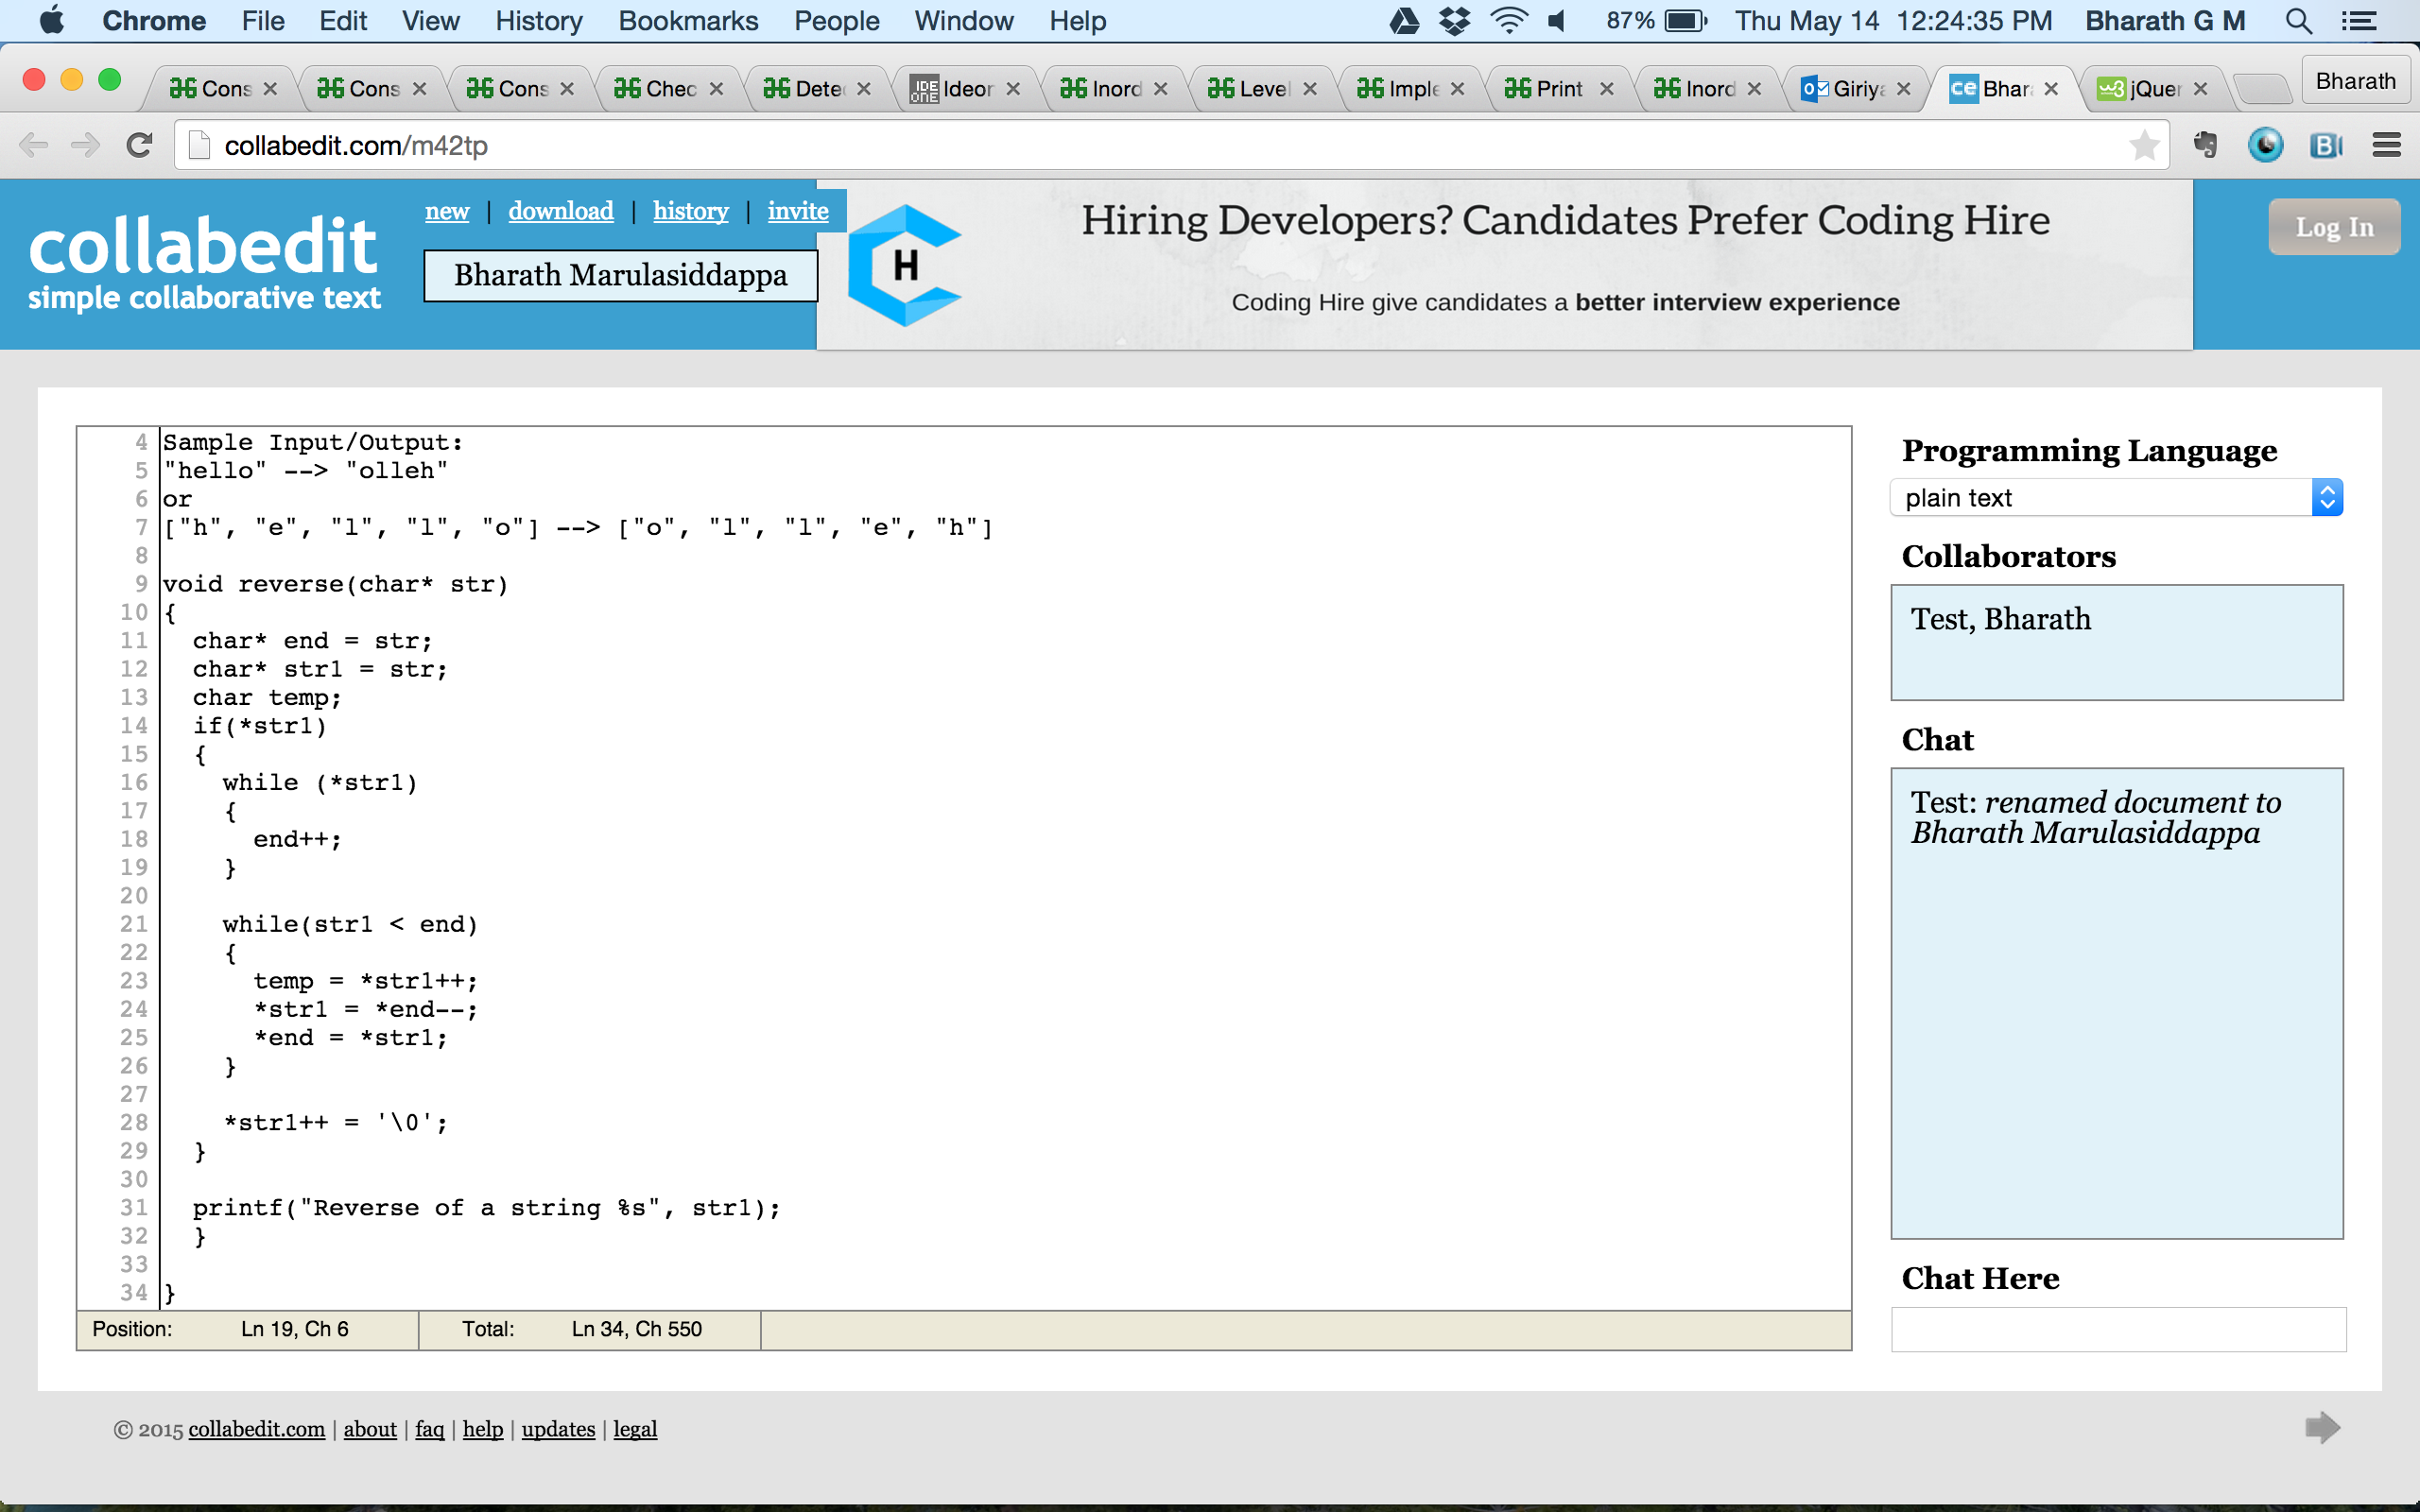 Chrome File Edit View History Bookmarks People Window Help 87% Thu May 14 12:24:35 PM Bharath G M
Cons Cons Cons Chec Dete IDE ONE Ideon Inord Level Imple Print Inord Giriya ce Bhara w3 jQuer Bharath
collabedit.com/m42tp
new | download | history | invite
collabedit
simple collaborative text
Bharath Marulasiddappa
H
Hiring Developers? Candidates Prefer Coding Hire
Coding Hire give candidates a better interview experience
Log In
4 Sample Input/Output:
5 "hello" --> "olleh"
6 or
7 ["h", "e", "l", "l", "o"] --> ["o", "l", "l", "e", "h"]
8
9 void reverse(char* str)
10 {
11 char* end = str;
12 char* str1 = str;
13 char temp;
14 if(*str1)
15 {
16 while (*str1)
17 {
18 end++;
19 }
20
21 while(str1 < end)
22 {
23 temp = *str1++;
24 *str1 = *end--;
25 *end = *str1;
26 }
27
28 *str1++ = '\0';
29 }
30
31 printf("Reverse of a string %s", str1);
32 }
33
34 }
Position: Ln 19, Ch 6 Total: Ln 34, Ch 550
Programming Language
plain text
Collaborators
Test, Bharath
Chat
Test: renamed document to
Bharath Marulasiddappa
Chat Here
© 2015 collabedit.com | about | faq | help | updates | legal